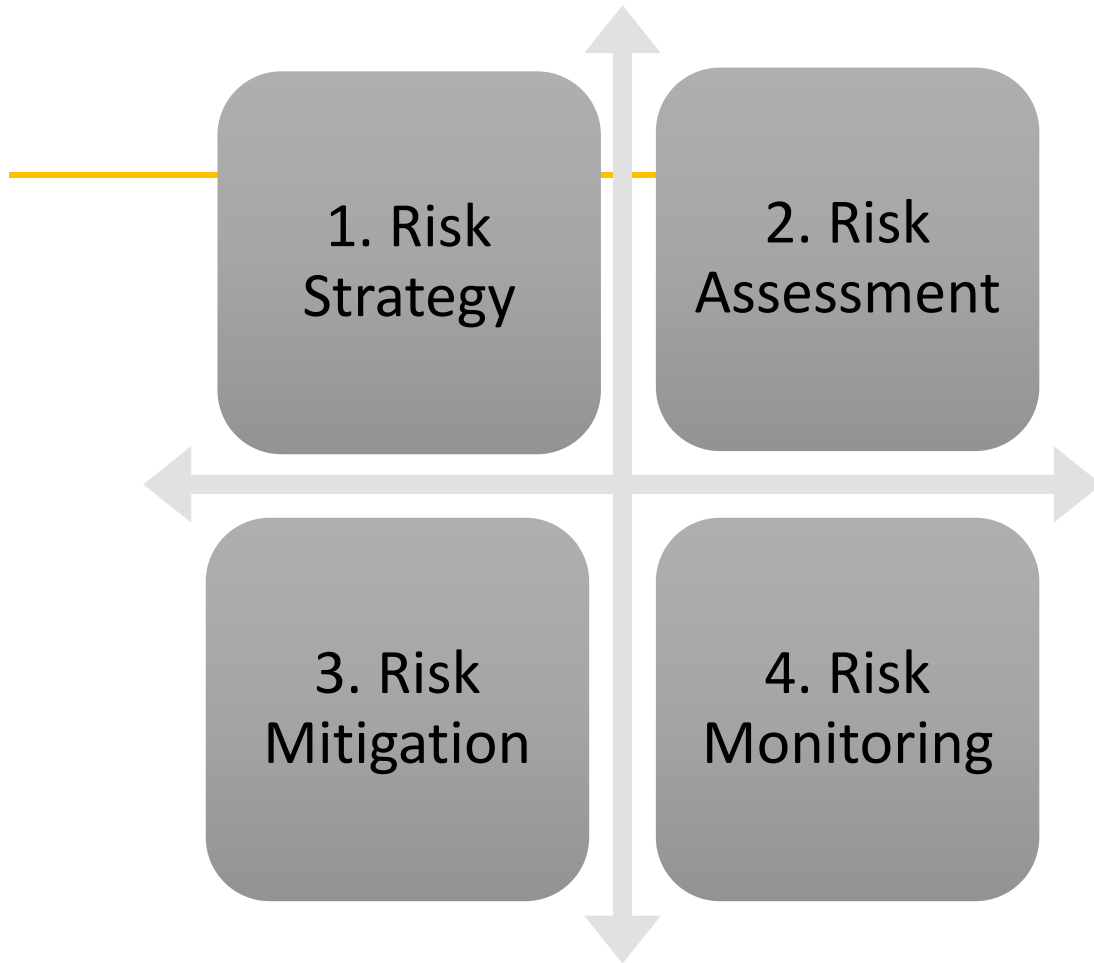 1. Risk
Strategy
2. Risk
Assessment
3. Risk
Mitigation
4. Risk
Monitoring